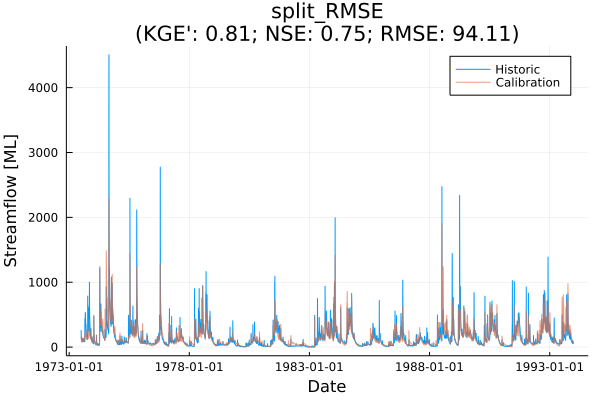 split_RMSE
(KGE': 0.81; NSE: 0.75; RMSE: 94.11)
Streamflow [ML]
4000
3000
2000
1000
0
Historic
Calibration
1973-01-01
1978-01-01
1983-01-01
1988-01-01
1993-01-01
Date